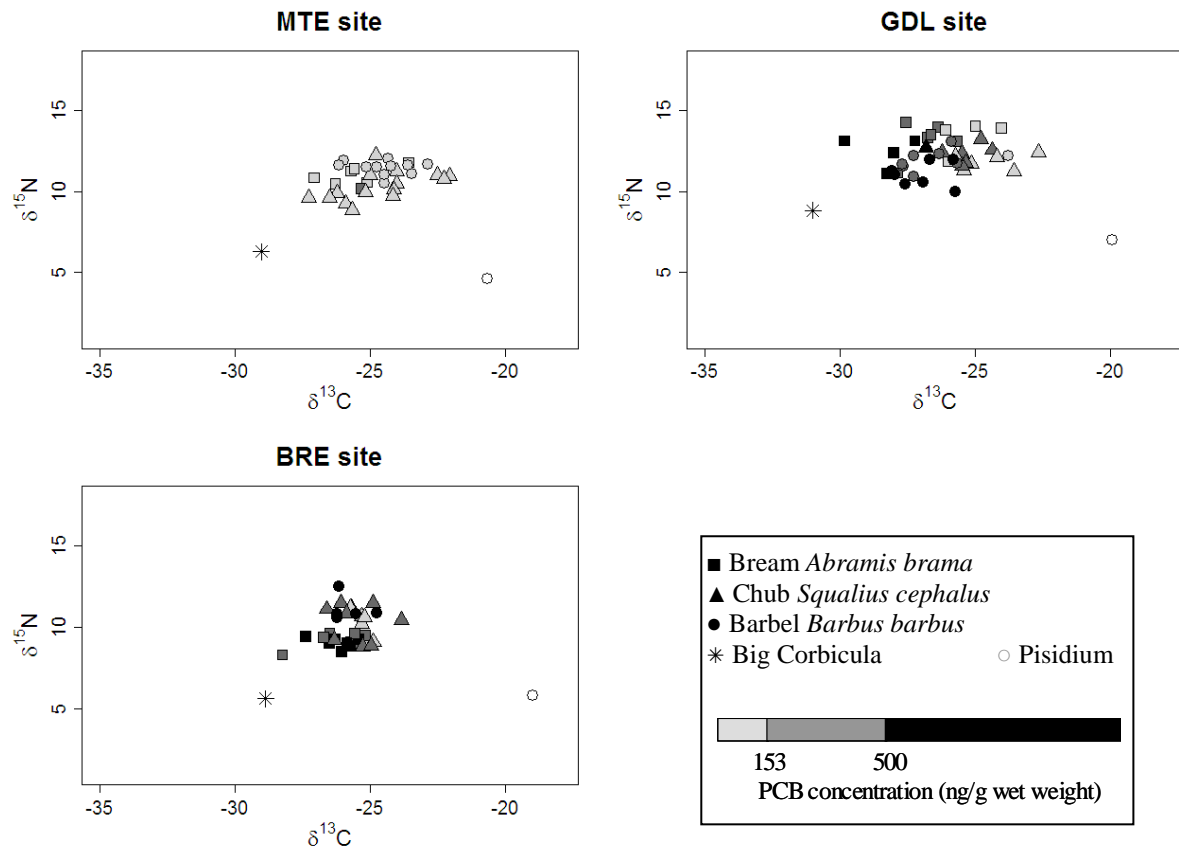 MTE site
GDL site
15
10
5
δ15N
-35 -30 -25 -20
δ13C
15
10
5
δ15N
-35 -30 -25 -20
δ13C
BRE site
15
10
5
δ15N
-35 -30 -25 -20
δ13C
Bream Abramis brama
Chub Squalius cephalus
Barbel Barbus barbus
Big Corbicula Pisidium
153 500
PCB concentration (ng/g wet weight)